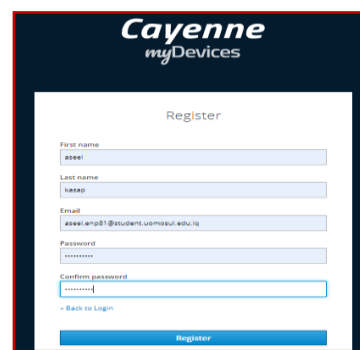 Cayenne
myDevices
Register
First name
aseel
Last name
kasap
Email
aseel.enp81@student.uomosul.edu.iq
Password
••••••••••
Confirm password
••••••••••
« Back to Login
Register